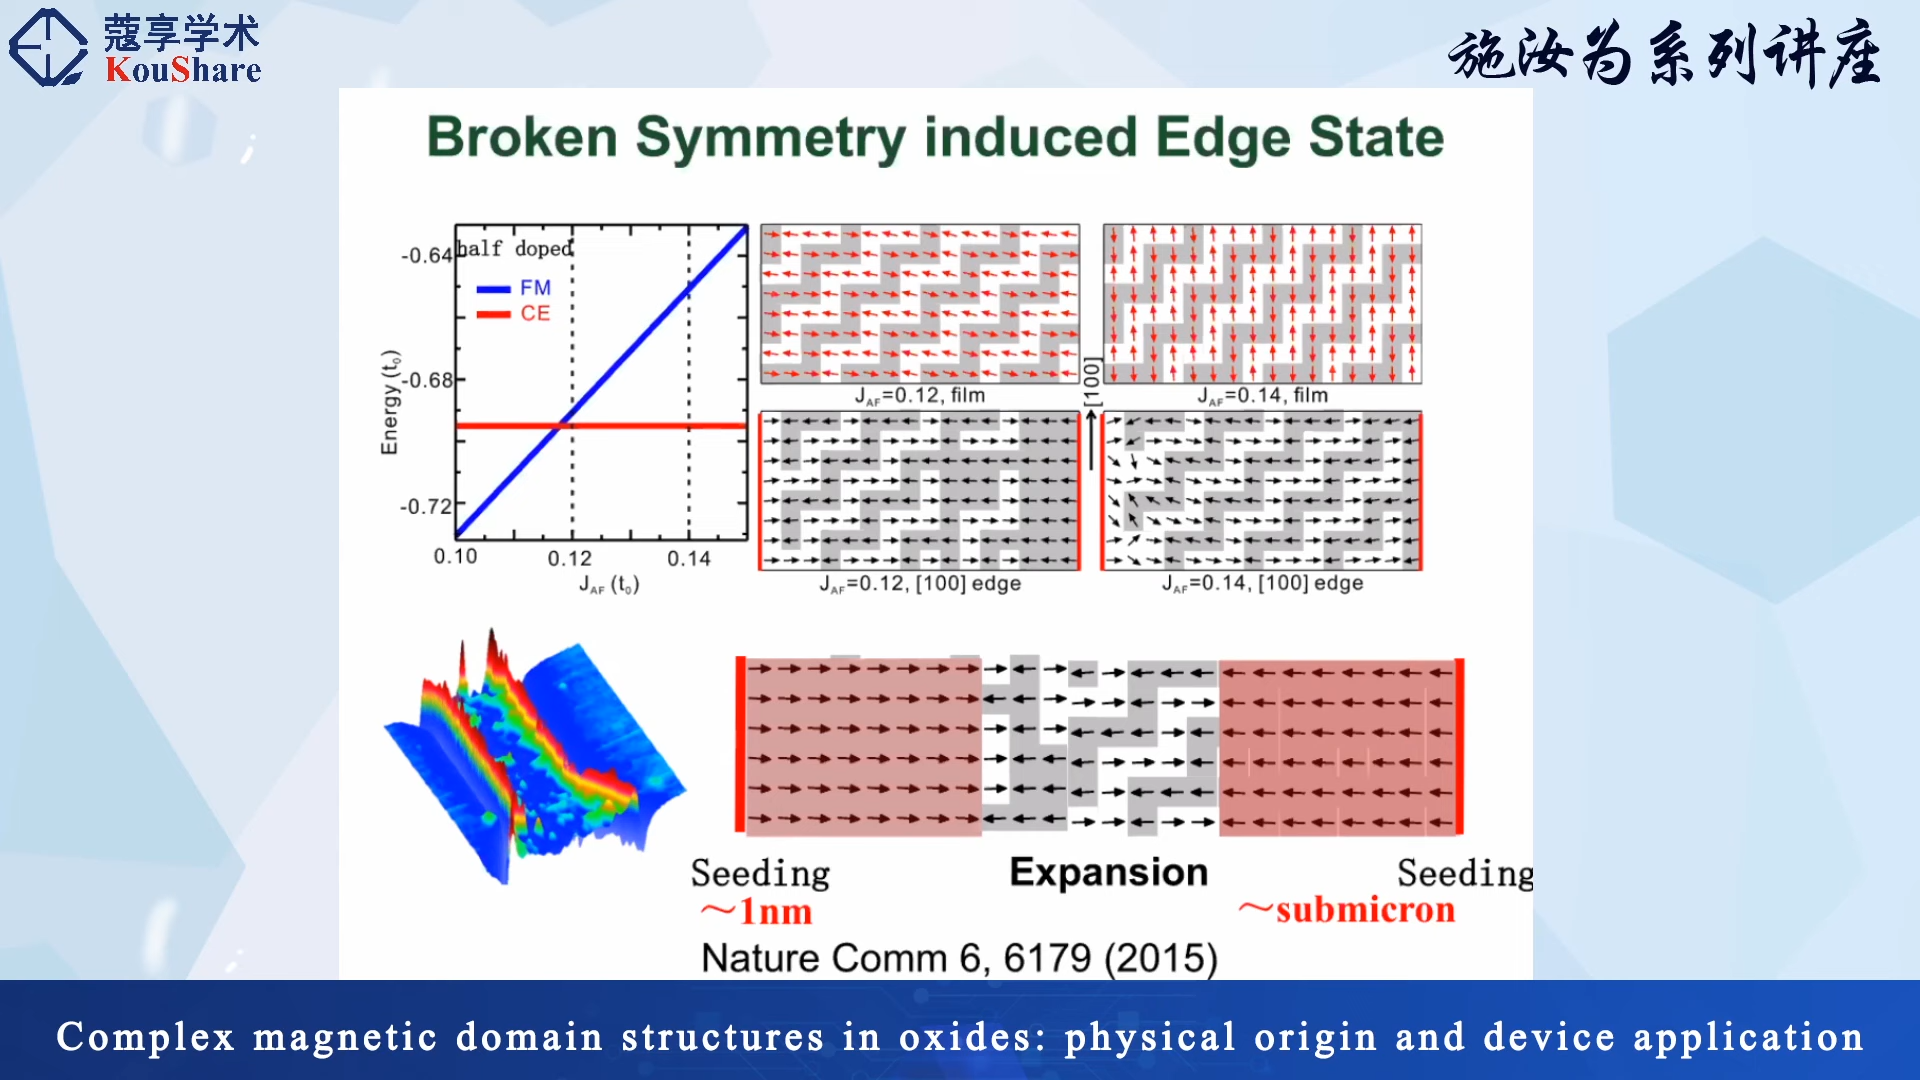 蔻享学术
KouShare
施汝为系列讲座
Broken Symmetry induced Edge State
half doped
FM
CE
-0.64
-0.68
-0.72
Energy (t₀)
0.10
0.12
0.14
J_AF (t₀)
J_AF=0.12, film
J_AF=0.14, film
[100]
J_AF=0.12, [100] edge
J_AF=0.14, [100] edge
Seeding
Expansion
Seeding
～1nm
～submicron
Nature Comm 6, 6179 (2015)
Complex magnetic domain structures in oxides: physical origin and device application